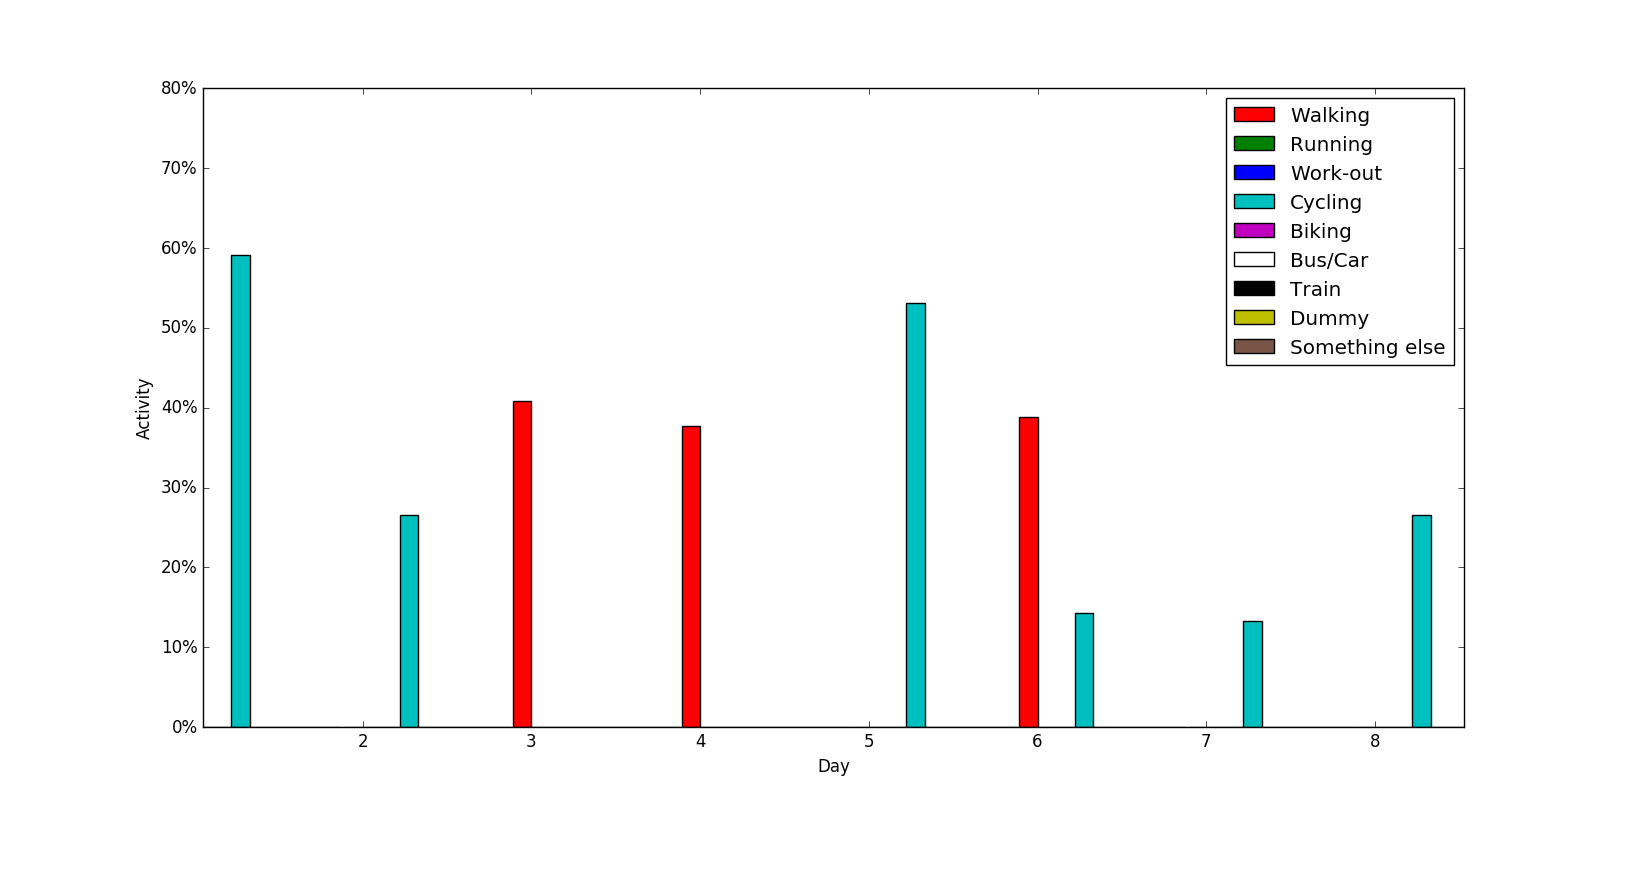 80%
70%
60%
50%
40%
30%
20%
10%
0%
Activity
2 3 4 5 6 7 8
Day
Walking
Running
Work-out
Cycling
Biking
Bus/Car
Train
Dummy
Something else